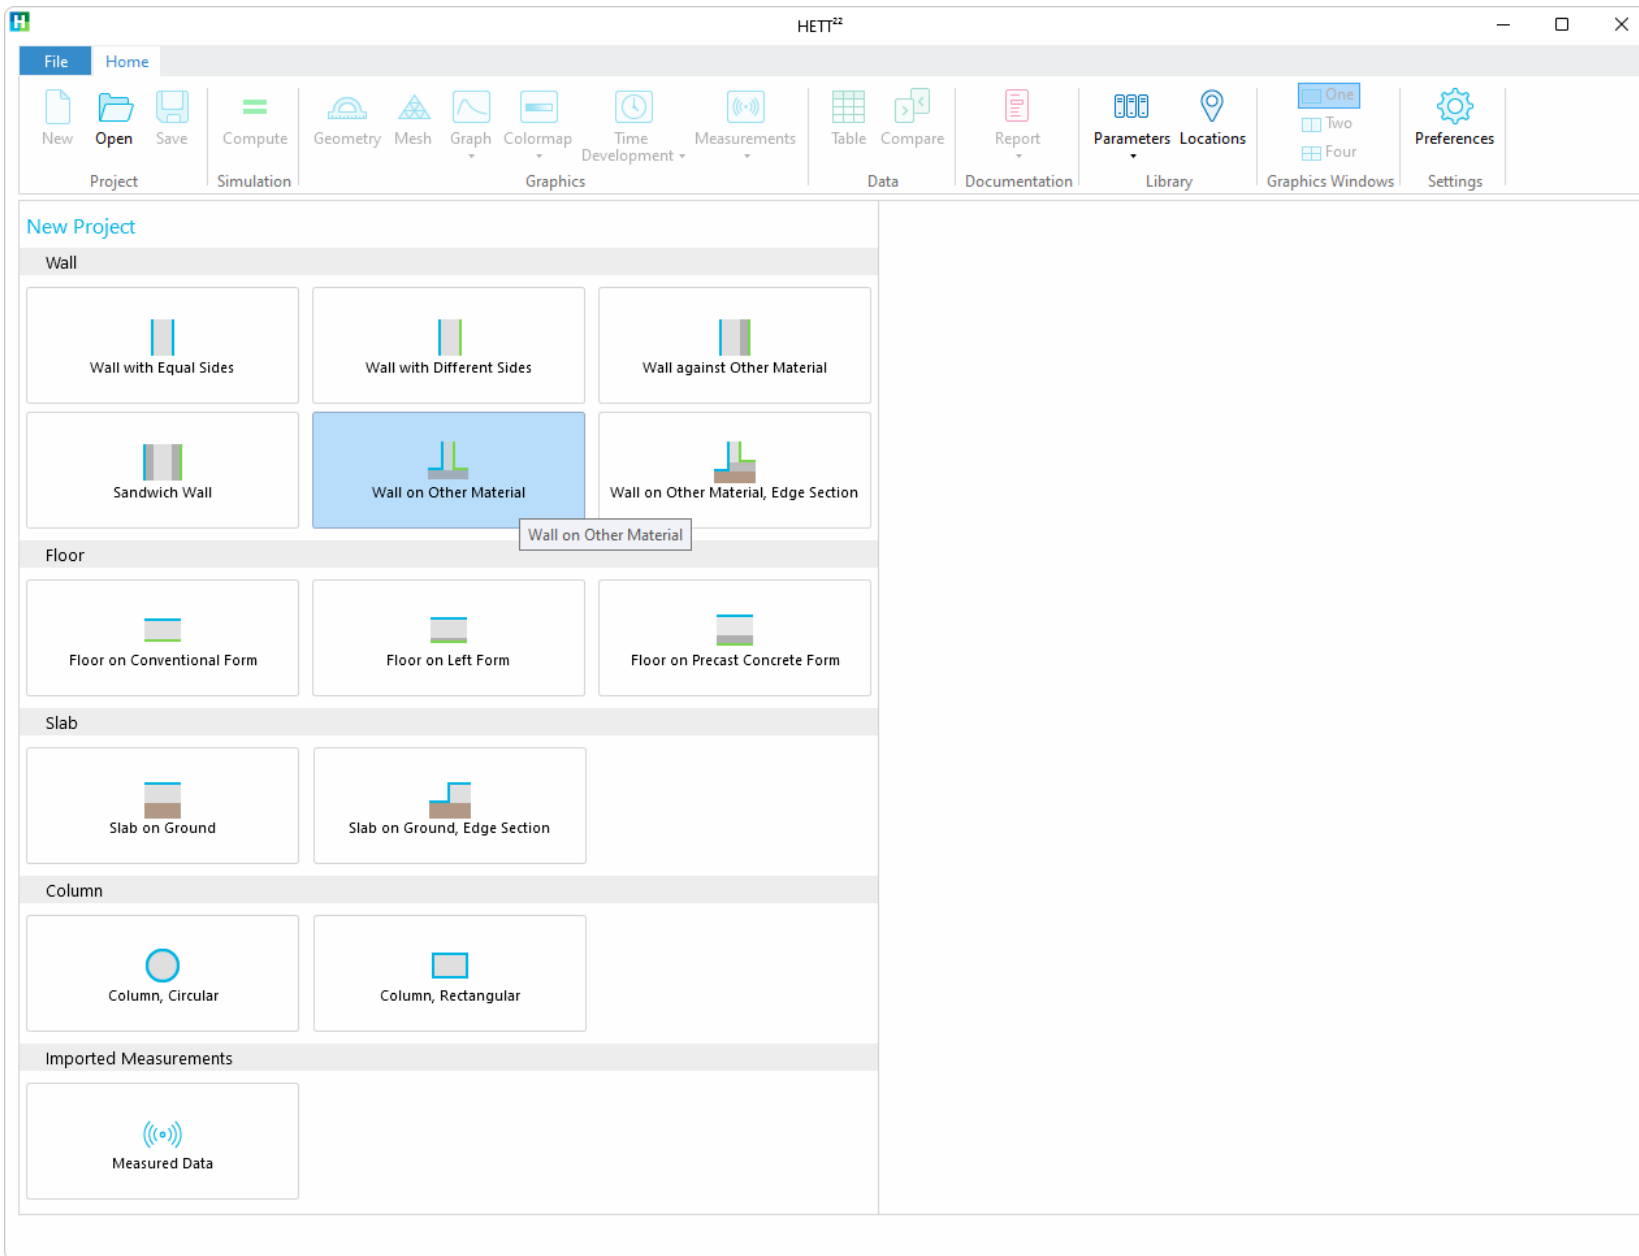 HETT²²
File Home
New Open Save Compute Geometry Mesh Graph Colormap Time Development Measurements Table Compare Report Parameters Locations One Two Four Preferences
Project Simulation Graphics Data Documentation Library Graphics Windows Settings
New Project
Wall
Wall with Equal Sides Wall with Different Sides Wall against Other Material
Sandwich Wall Wall on Other Material Wall on Other Material, Edge Section
Wall on Other Material
Floor
Floor on Conventional Form Floor on Left Form Floor on Precast Concrete Form
Slab
Slab on Ground Slab on Ground, Edge Section
Column
Column, Circular Column, Rectangular
Imported Measurements
Measured Data